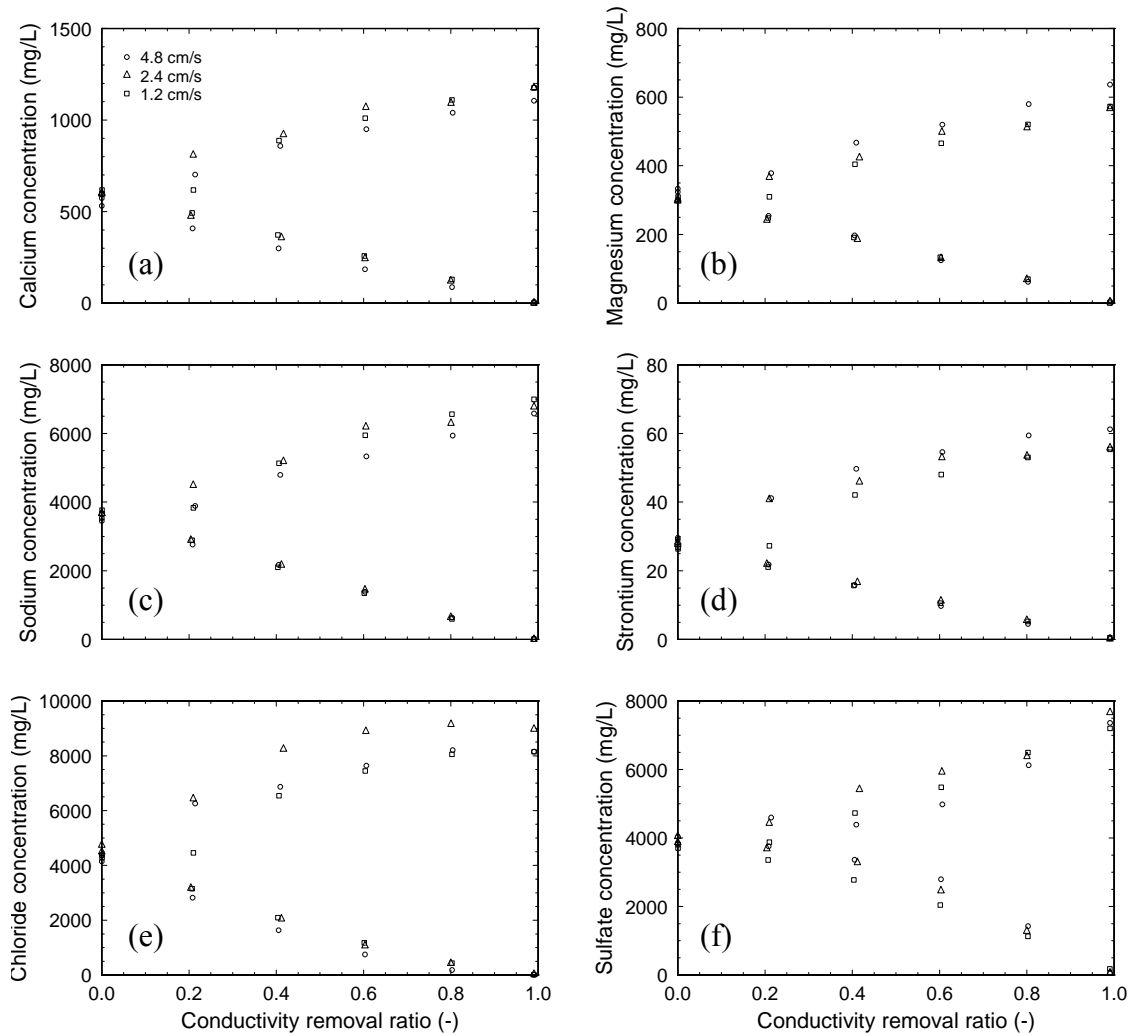 Calcium concentration (mg/L)
1500
1000
500
0
4.8 cm/s
2.4 cm/s
1.2 cm/s
(a)
Magnesium concentration (mg/L)
800
600
400
200
0
(b)
Sodium concentration (mg/L)
8000
6000
4000
2000
0
(c)
Strontium concentration (mg/L)
80
60
40
20
0
(d)
Chloride concentration (mg/L)
10000
8000
6000
4000
2000
0
(e)
0.0 0.2 0.4 0.6 0.8 1.0
Conductivity removal ratio (-)
Sulfate concentration (mg/L)
8000
6000
4000
2000
0
(f)
0.0 0.2 0.4 0.6 0.8 1.0
Conductivity removal ratio (-)